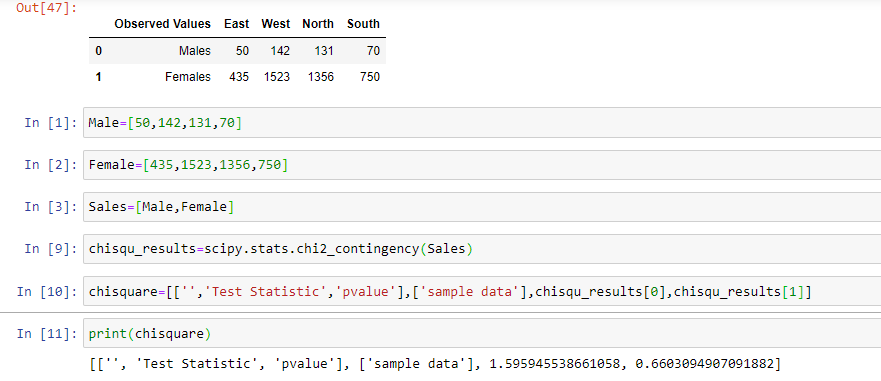 Out[47]:
Observed Values East West North South
0 Males 50 142 131 70
1 Females 435 1523 1356 750
In [1]: Male=[50,142,131,70]
In [2]: Female=[435,1523,1356,750]
In [3]: Sales=[Male,Female]
In [9]: chisqu_results=scipy.stats.chi2_contingency(Sales)
In [10]: chisquare=[['','Test Statistic','pvalue'],['sample data'],chisqu_results[0],chisqu_results[1]]
In [11]: print(chisquare)
[['', 'Test Statistic', 'pvalue'], ['sample data'], 1.595945538661058, 0.6603094907091882]